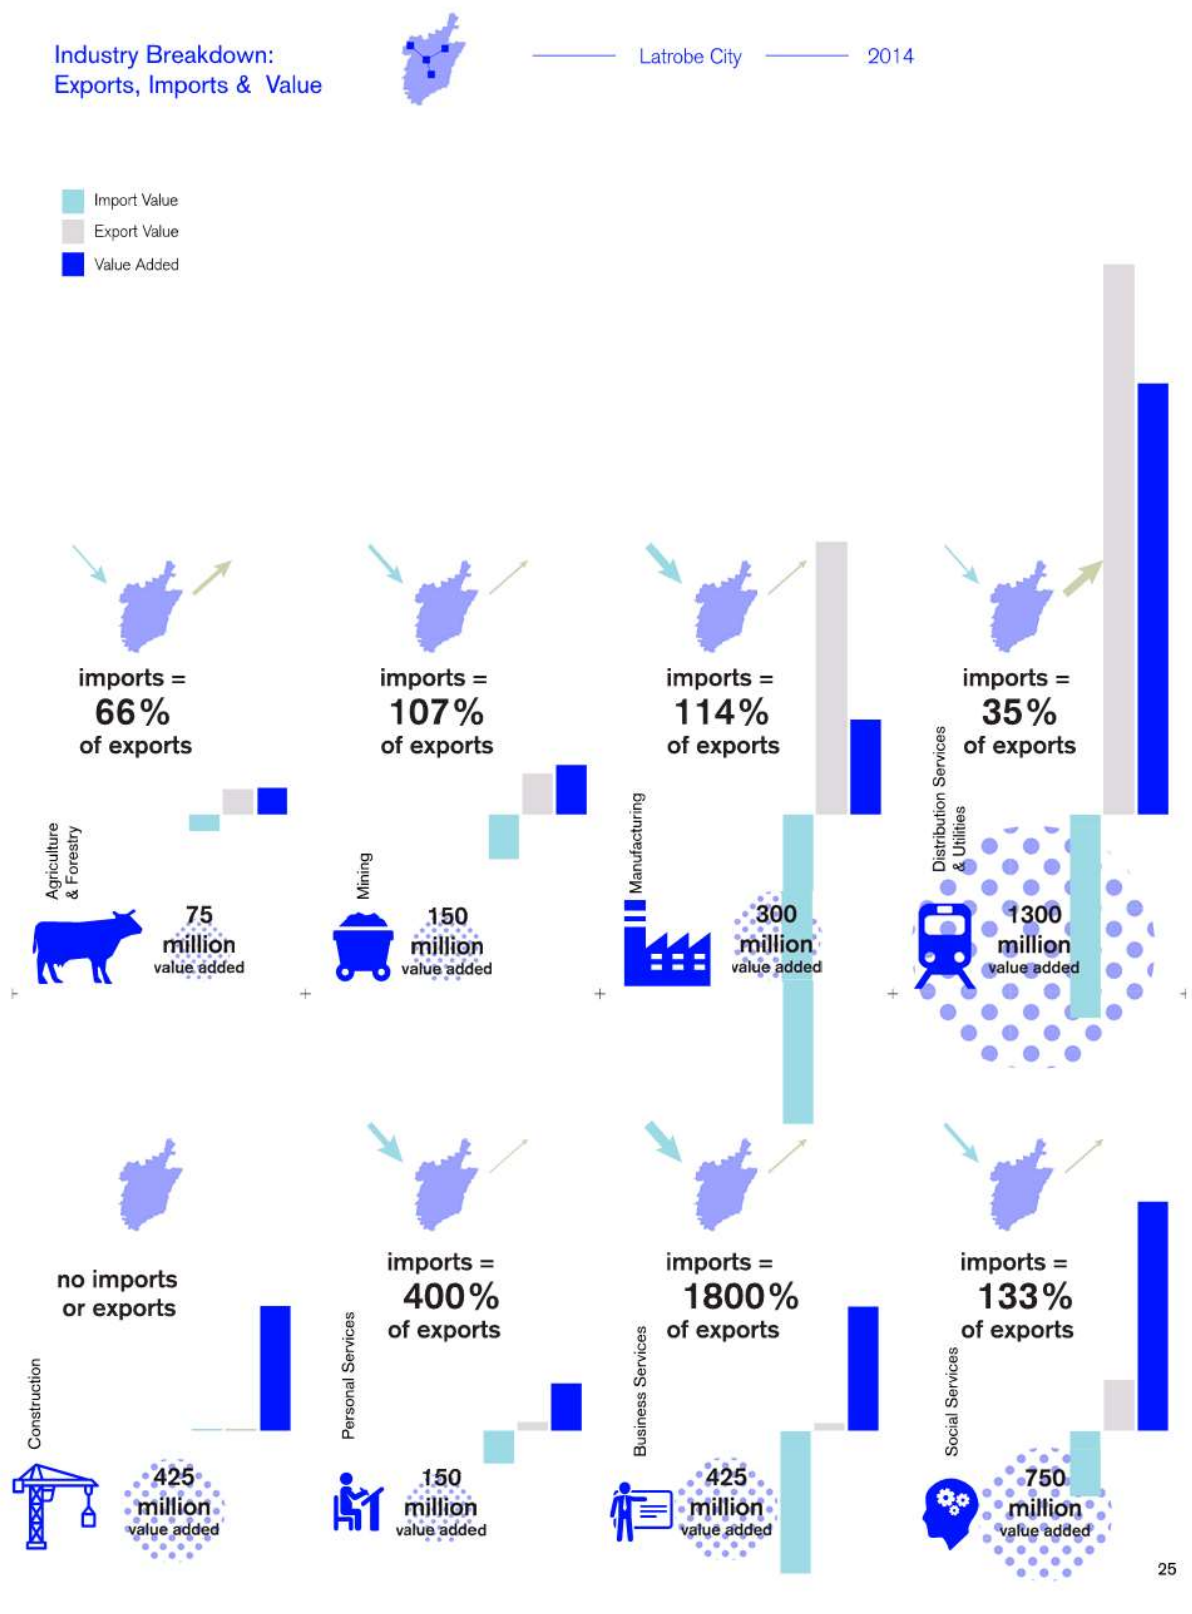 Industry Breakdown:
Exports, Imports & Value
Latrobe City
2014
Import Value
Export Value
Value Added
imports =
66%
of exports
Agriculture
& Forestry
75
million
value added
imports =
107%
of exports
Mining
150
million
value added
imports =
114%
of exports
Manufacturing
300
million
value added
imports =
35%
of exports
Distribution Services
& Utilities
1300
million
value added
no imports
or exports
Construction
425
million
value added
imports =
400%
of exports
Personal Services
150
million
value added
imports =
1800%
of exports
Business Services
425
million
value added
imports =
133%
of exports
Social Services
750
million
value added
25